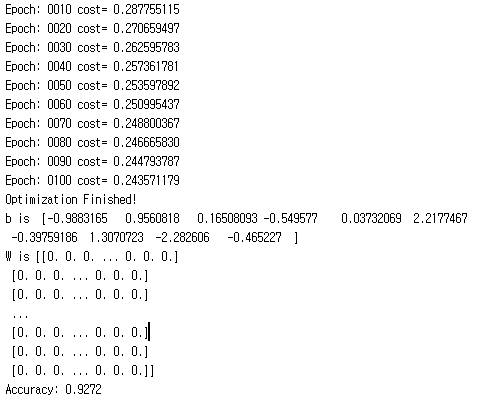 Epoch: 0010 cost= 0.287755115
Epoch: 0020 cost= 0.270659497
Epoch: 0030 cost= 0.262595783
Epoch: 0040 cost= 0.257361781
Epoch: 0050 cost= 0.253597892
Epoch: 0060 cost= 0.250995437
Epoch: 0070 cost= 0.248800367
Epoch: 0080 cost= 0.246665830
Epoch: 0090 cost= 0.244793787
Epoch: 0100 cost= 0.243571179
Optimization Finished!
b is  [-0.9883165   0.9560818   0.16508093 -0.549577    0.03732069  2.2177467
 -0.39759186  1.3070723  -2.282606   -0.465227  ]
W is [[0. 0. 0. ... 0. 0. 0.]
 [0. 0. 0. ... 0. 0. 0.]
 [0. 0. 0. ... 0. 0. 0.]
 ...
 [0. 0. 0. ... 0. 0. 0.]
 [0. 0. 0. ... 0. 0. 0.]
 [0. 0. 0. ... 0. 0. 0.]]
Accuracy: 0.9272